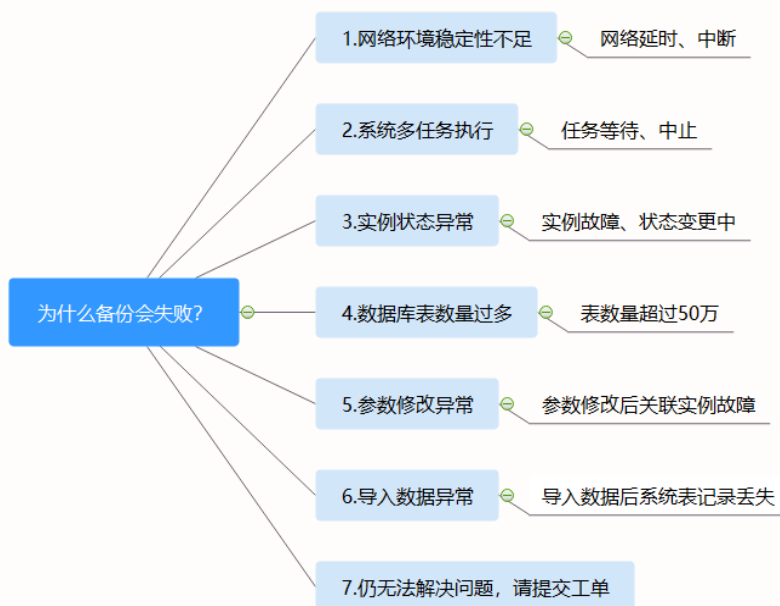 为什么备份会失败?
1.网络环境稳定性不足
网络延时、中断
2.系统多任务执行
任务等待、中止
3.实例状态异常
实例故障、状态变更中
4.数据库表数量过多
表数量超过50万
5.参数修改异常
参数修改后关联实例故障
6.导入数据异常
导入数据后系统表记录丢失
7.仍无法解决问题，请提交工单